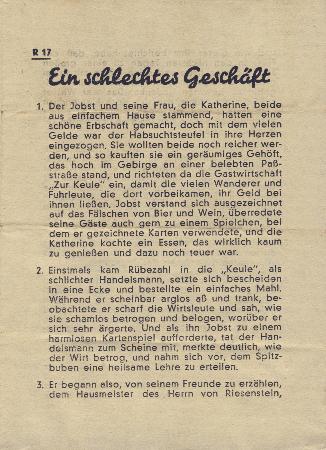 R 17
Ein schlechtes Geschäft
1. Der Jobst und seine Frau, die Katherine, beide
aus einfachem Hause stammend, hatten eine
schöne Erbschaft gemacht, doch mit dem vielen
Gelde war der Habsuchtsteufel in ihre Herzen
eingezogen. Sie wollten beide noch reicher wer-
den, und so kauften sie ein geräumiges Gehöft,
das hoch im Gebirge an einer belebten Paß-
straße stand, und richteten da die Gastwirtschaft
„Zur Keule" ein, damit die vielen Wanderer und
Fuhrleute, die dort vorbeikamen, ihr Geld bei
ihnen ließen. Jobst verstand sich ausgezeichnet
auf das Fälschen von Bier und Wein, überredete
seine Gäste auch gern zu einem Spielchen, bei
dem er gezeichnete Karten verwendete, und die
Katherine kochte ein Essen, das wirklich kaum
zu genießen und dazu noch teuer war.
2. Einstmals kam Rübezahl in die „Keule", als
schlichter Handelsmann, setzte sich bescheiden
in eine Ecke und bestellte ein einfaches Mahl.
Während er scheinbar arglos aß und trank, be-
obachtete er scharf die Wirtsleute und sah, wie
sie schamlos betrogen und belogen, worüber er
sich sehr ärgerte. Und als ihn Jobst zu einem
harmlosen Kartenspiel aufforderte, tat der Han-
delsmann zum Scheine mit, merkte deutlich, wie
der Wirt betrog, und nahm sich vor, dem Spitz-
buben eine heilsame Lehre zu erteilen.
3. Er begann also, von seinem Freunde zu erzählen,
dem Hausmeister des Herrn von Riesenstein,